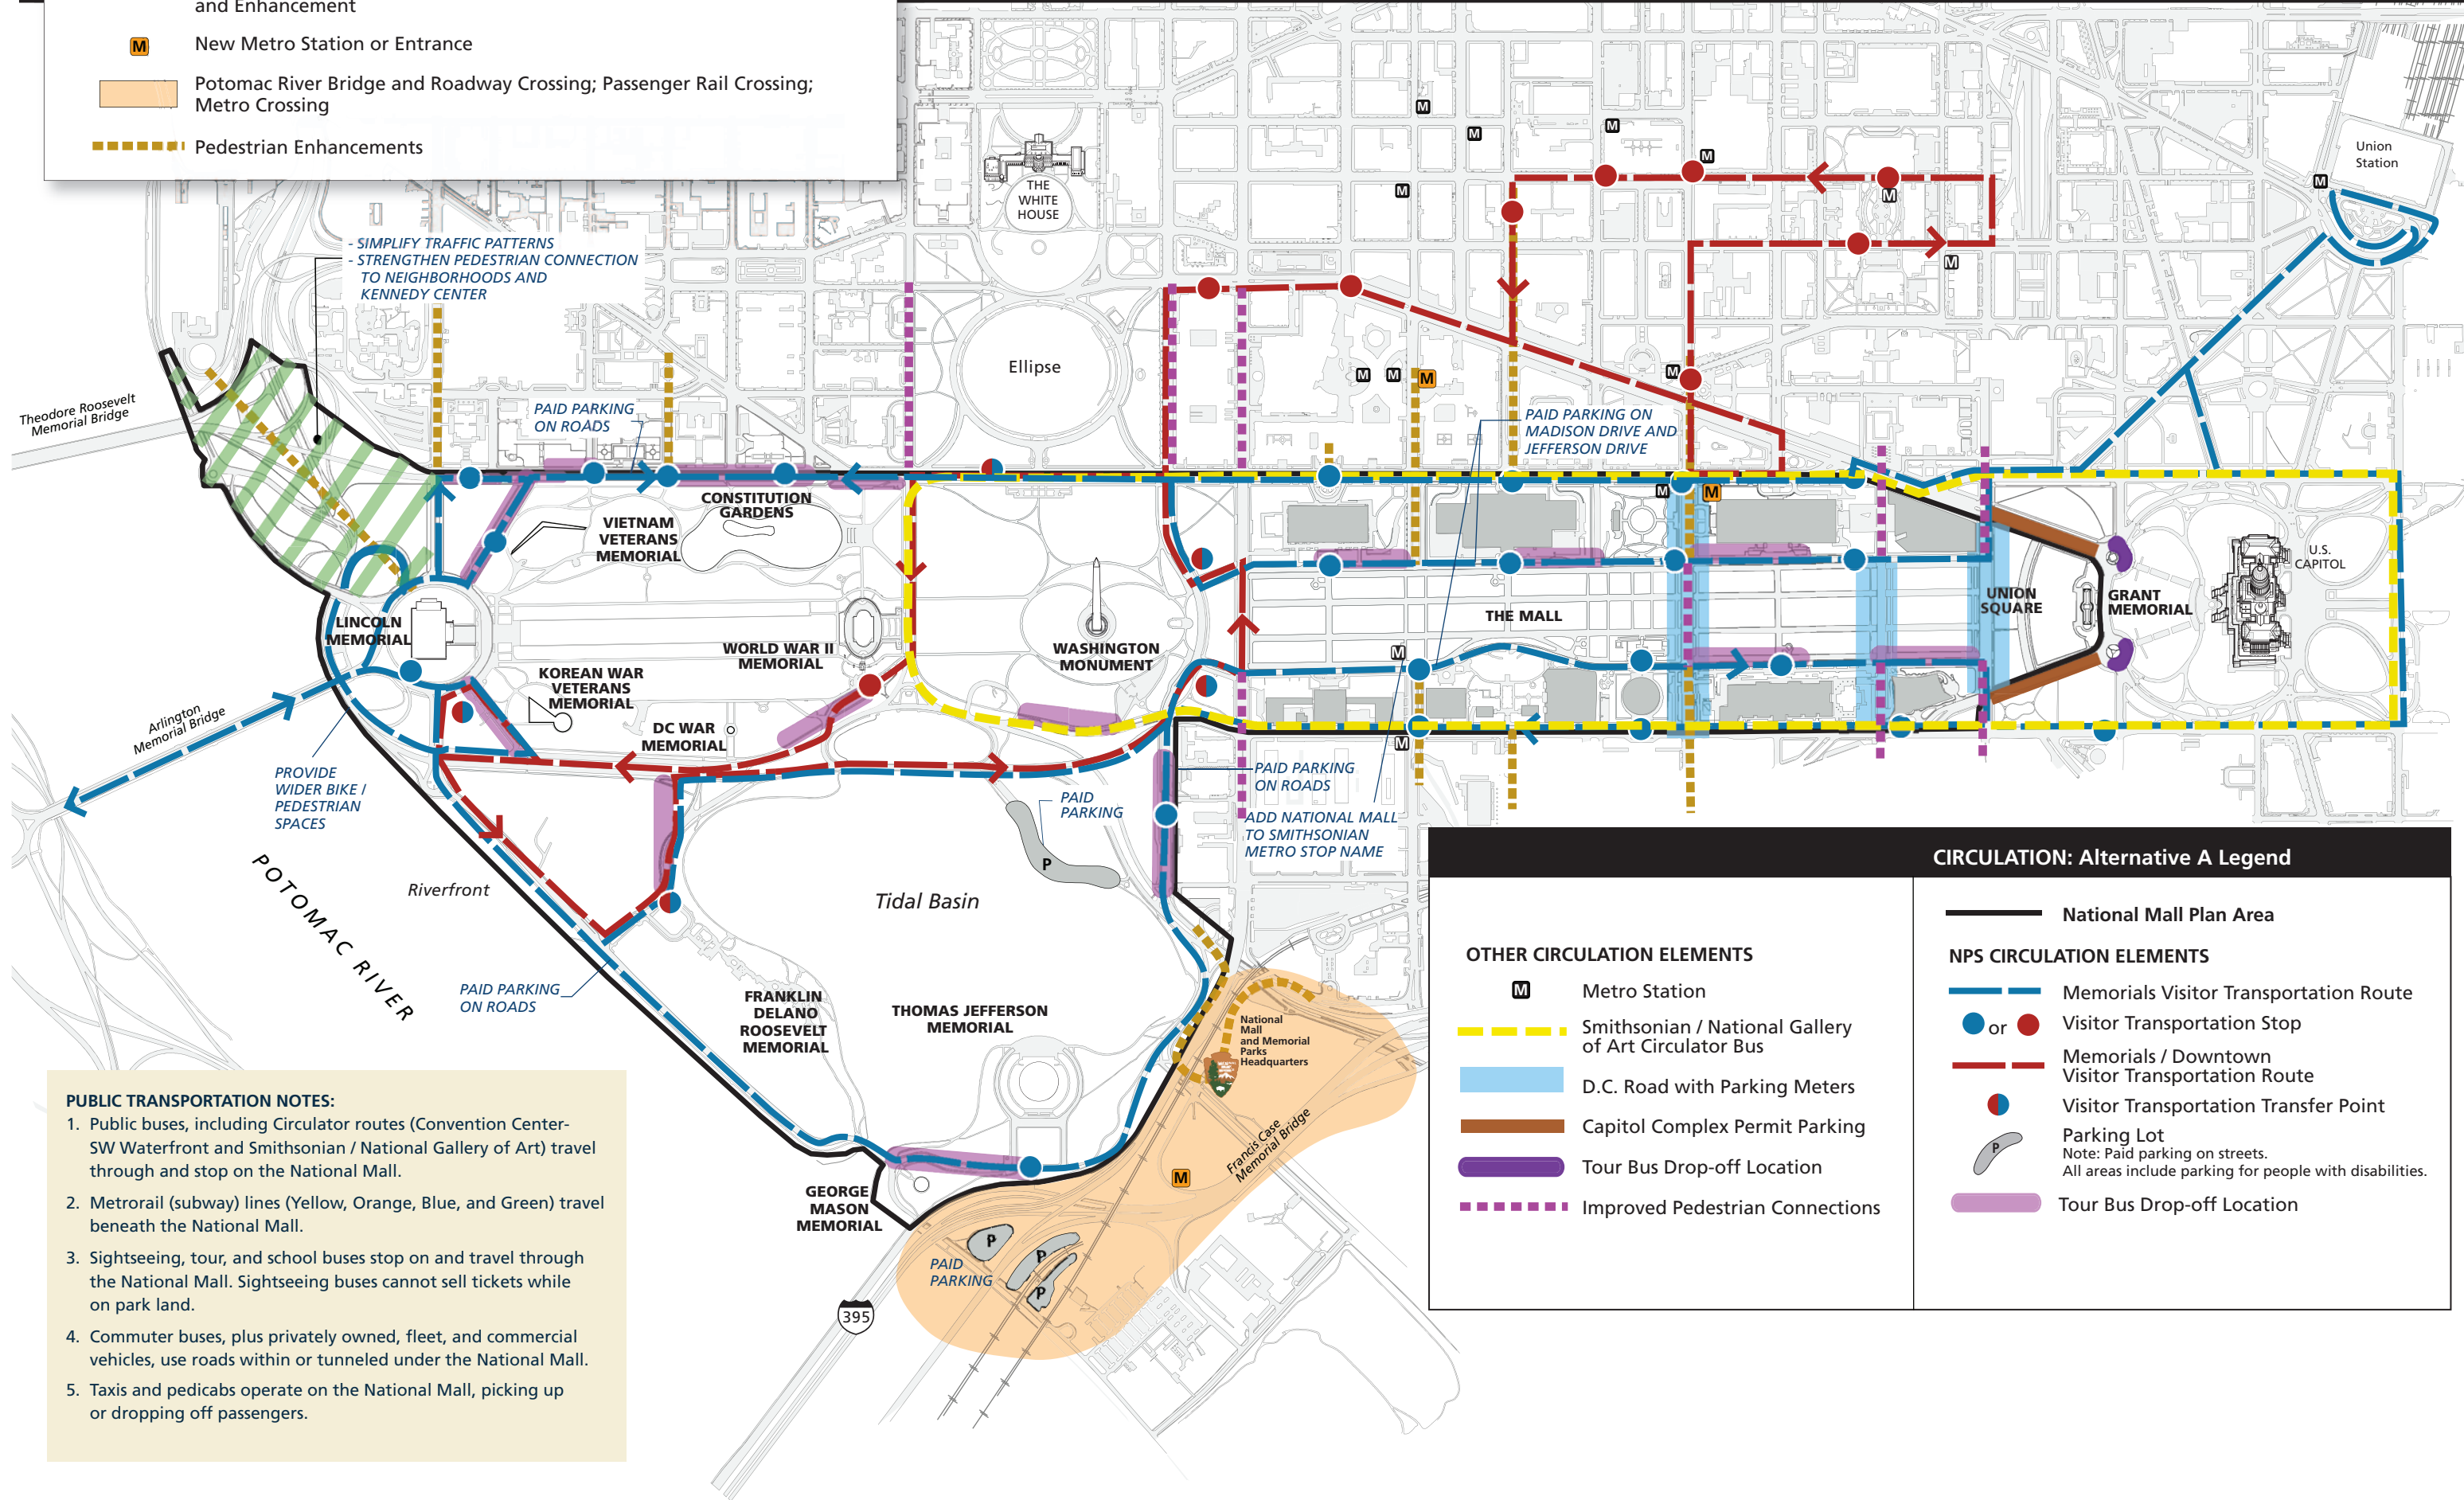 and Enhancement
M
New Metro Station or Entrance
Potomac River Bridge and Roadway Crossing; Passenger Rail Crossing;
Metro Crossing
Pedestrian Enhancements
- SIMPLIFY TRAFFIC PATTERNS
- STRENGTHEN PEDESTRIAN CONNECTION
TO NEIGHBORHOODS AND
KENNEDY CENTER
THE
WHITE
HOUSE
M
M
M
M
M
M
M
M
Union
Station
M
Ellipse
M
M
M
M
Theodore Roosevelt
Memorial Bridge
PAID PARKING
ON ROADS
PAID PARKING ON
MADISON DRIVE AND
JEFFERSON DRIVE
M
M
CONSTITUTION
GARDENS
VIETNAM
VETERANS
MEMORIAL
U.S.
CAPITOL
LINCOLN
MEMORIAL
THE MALL
UNION
SQUARE
GRANT
MEMORIAL
WORLD WAR II
MEMORIAL
WASHINGTON
MONUMENT
M
KOREAN WAR
VETERANS
MEMORIAL
Arlington
Memorial Bridge
DC WAR
MEMORIAL
M
PROVIDE
WIDER BIKE /
PEDESTRIAN
SPACES
PAID PARKING
ON ROADS
PAID
PARKING
P
ADD NATIONAL MALL
TO SMITHSONIAN
METRO STOP NAME
POTOMAC RIVER
Riverfront
Tidal Basin
PAID PARKING
ON ROADS
FRANKLIN
DELANO
ROOSEVELT
MEMORIAL
THOMAS JEFFERSON
MEMORIAL
National
Mall
and Memorial
Parks
Headquarters
Francis Case
Memorial Bridge
M
GEORGE
MASON
MEMORIAL
PAID
PARKING
P
P
P
395
PUBLIC TRANSPORTATION NOTES:
1. Public buses, including Circulator routes (Convention Center-
SW Waterfront and Smithsonian / National Gallery of Art) travel
through and stop on the National Mall.
2. Metrorail (subway) lines (Yellow, Orange, Blue, and Green) travel
beneath the National Mall.
3. Sightseeing, tour, and school buses stop on and travel through
the National Mall. Sightseeing buses cannot sell tickets while
on park land.
4. Commuter buses, plus privately owned, fleet, and commercial
vehicles, use roads within or tunneled under the National Mall.
5. Taxis and pedicabs operate on the National Mall, picking up
or dropping off passengers.
CIRCULATION: Alternative A Legend
OTHER CIRCULATION ELEMENTS
M
Metro Station
Smithsonian / National Gallery
of Art Circulator Bus
D.C. Road with Parking Meters
Capitol Complex Permit Parking
Tour Bus Drop-off Location
Improved Pedestrian Connections
National Mall Plan Area
NPS CIRCULATION ELEMENTS
Memorials Visitor Transportation Route
or
Visitor Transportation Stop
Memorials / Downtown
Visitor Transportation Route
Visitor Transportation Transfer Point
P
Parking Lot
Note: Paid parking on streets.
All areas include parking for people with disabilities.
Tour Bus Drop-off Location